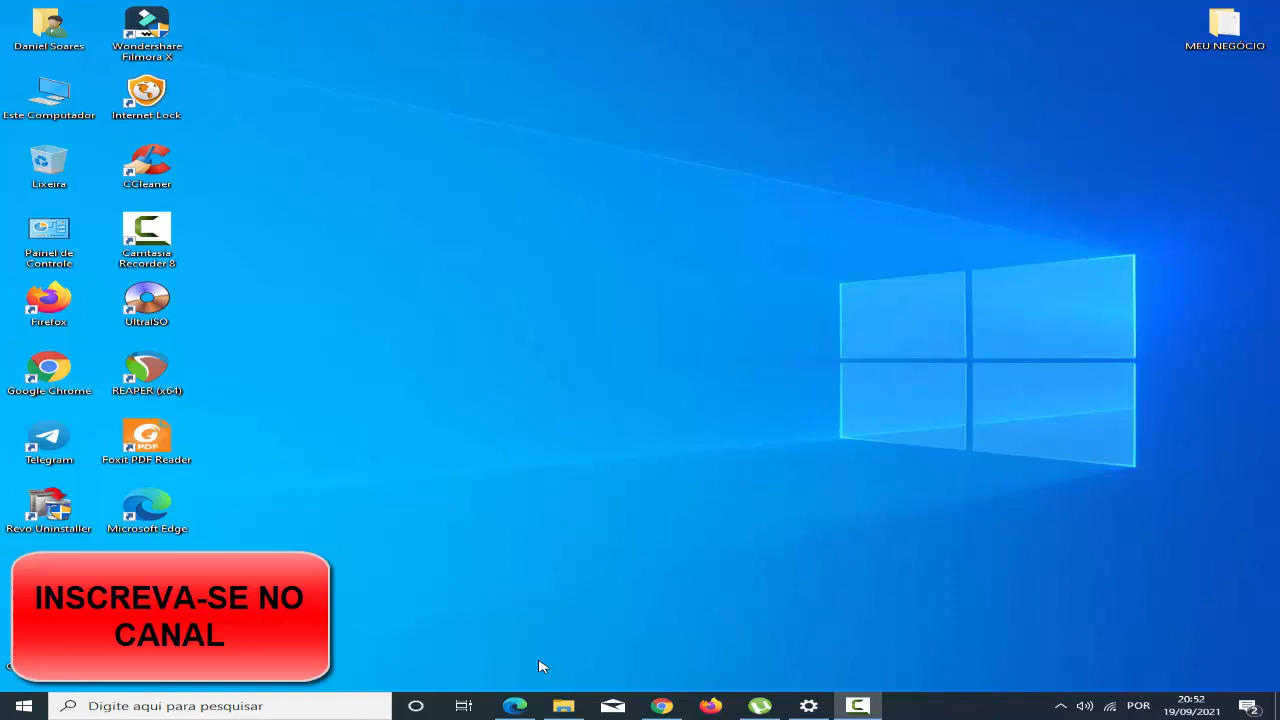 Daniel Soares
Wondershare
Filmora X
MEU NEGÓCIO
Este Computador
Internet Lock
Lixeira
CCleaner
Painel de
Controle
Camtasia
Recorder 8
Firefox
UltraISO
Google Chrome
REAPER (x64)
Telegram
Foxit PDF Reader
PDF
Revo Uninstaller
Microsoft Edge
INSCREVA-SE NO
CANAL
Digite aqui para pesquisar
POR
20:52
19/09/2021
2